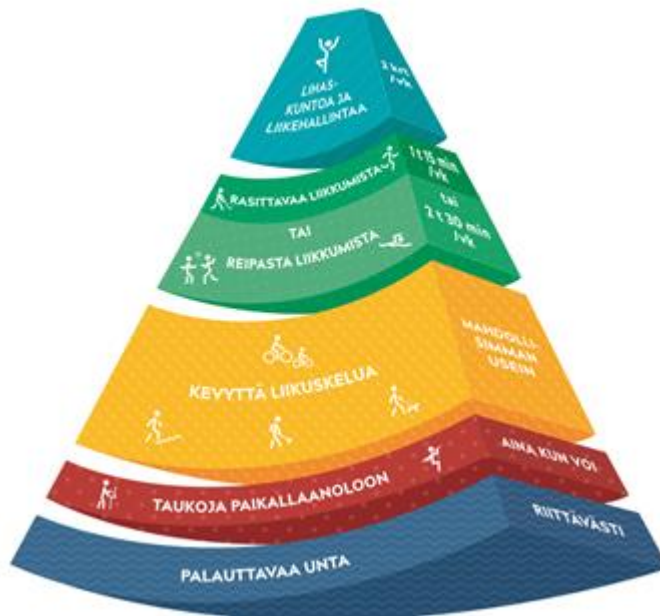 LIHAS-
KUNTOA JA
LIIKEHALLINTAA
2 krt
/vk
RASITTAVAA LIIKKUMISTA
1 t 15 min
/vk
TAI
tai
REIPASTA LIIKKUMISTA
2 t 30 min
/vk
KEVYTTÄ LIIKUSKELUA
MAHDOLLI-
SIMMAN
USEIN
TAUKOJA PAIKALLAANOLOON
AINA KUN VOI
PALAUTTAVAA UNTA
RIITTÄVÄSTI